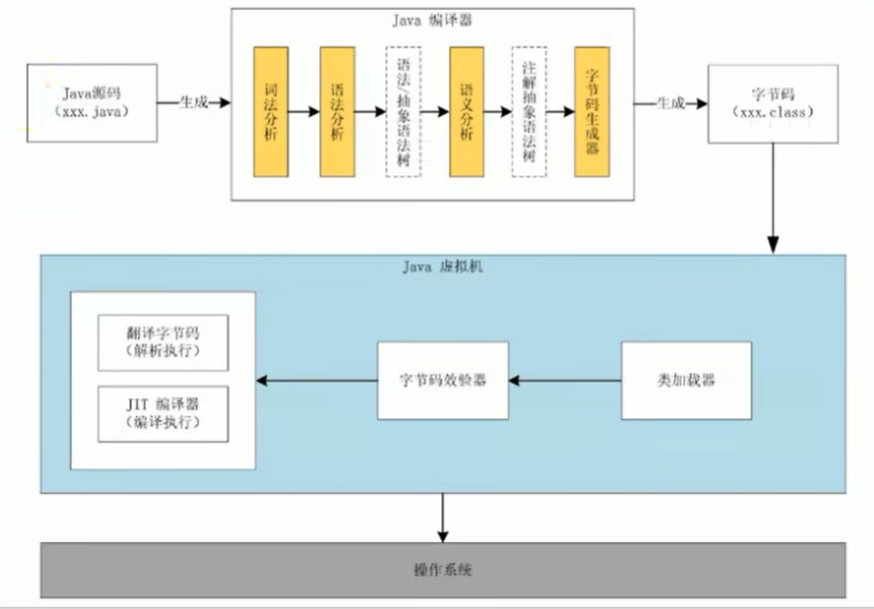 Java 编译器
Java源码
（xxx.java）
生成
词法分析
语法分析
语法/抽象语法树
语义分析
注解抽象语法树
字节码生成器
生成
字节码
（xxx.class）
Java 虚拟机
翻译字节码
（解析执行）
JIT 编译器
（编译执行）
字节码效验器
类加载器
操作系统